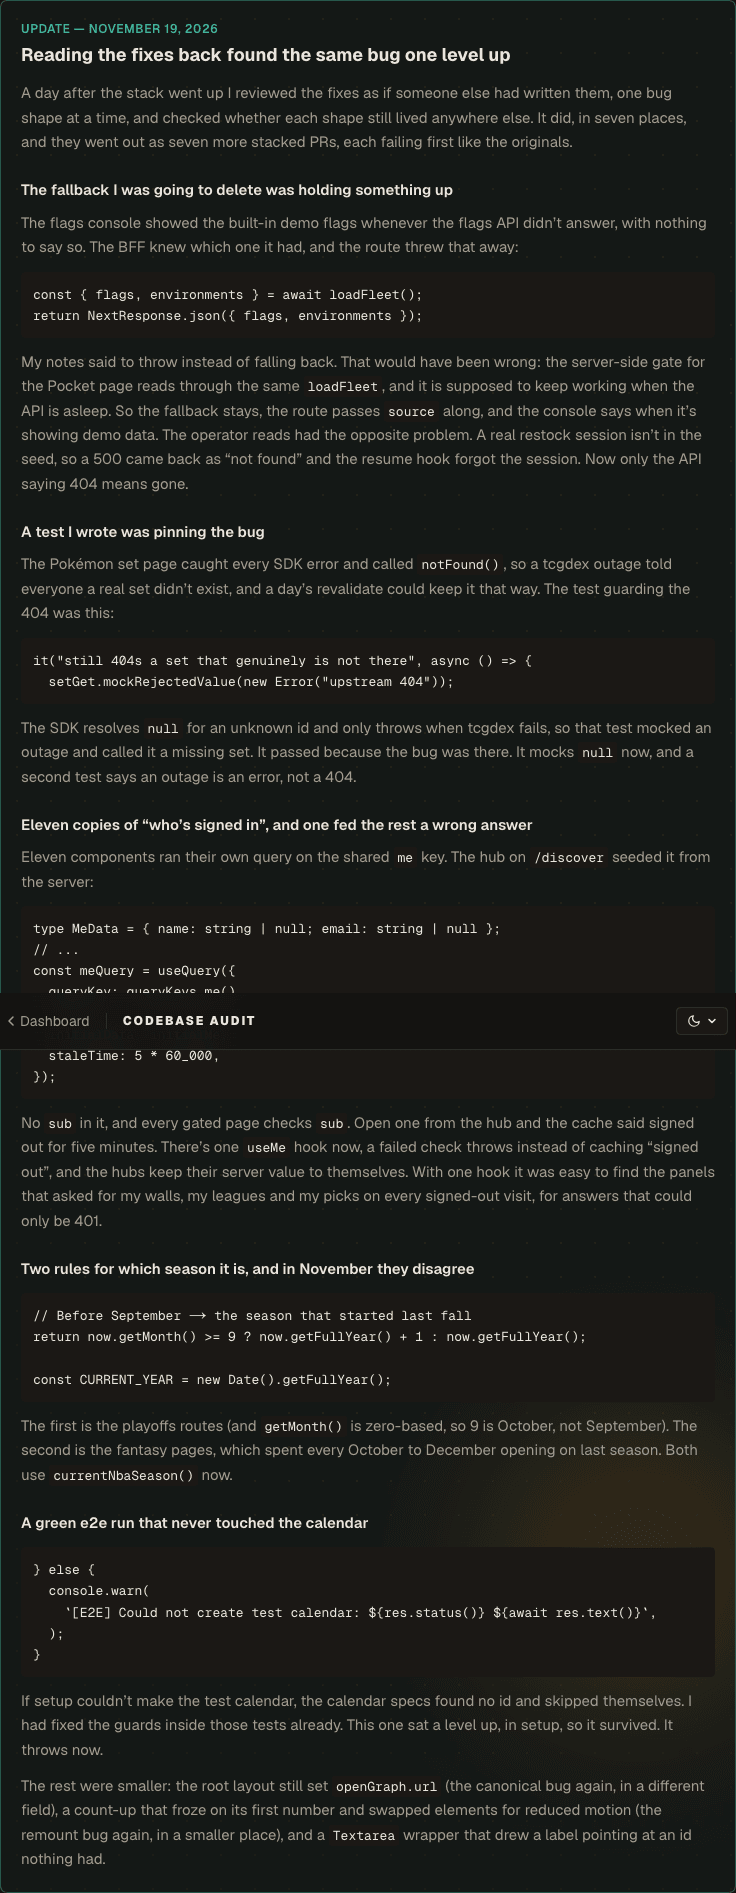 UPDATE — NOVEMBER 19, 2026
Reading the fixes back found the same bug one level up
A day after the stack went up I reviewed the fixes as if someone else had written them, one bug
shape at a time, and checked whether each shape still lived anywhere else. It did, in seven places,
and they went out as seven more stacked PRs, each failing first like the originals.
The fallback I was going to delete was holding something up
The flags console showed the built-in demo flags whenever the flags API didn’t answer, with nothing
to say so. The BFF knew which one it had, and the route threw that away:
const { flags, environments } = await loadFleet();
return NextResponse.json({ flags, environments });
My notes said to throw instead of falling back. That would have been wrong: the server-side gate for
the Pocket page reads through the same loadFleet, and it is supposed to keep working when the
API is asleep. So the fallback stays, the route passes source along, and the console says when it’s
showing demo data. The operator reads had the opposite problem. A real restock session isn’t in the
seed, so a 500 came back as “not found” and the resume hook forgot the session. Now only the API
saying 404 means gone.
A test I wrote was pinning the bug
The Pokémon set page caught every SDK error and called notFound(), so a tcgdex outage told
everyone a real set didn’t exist, and a day’s revalidate could keep it that way. The test guarding the
404 was this:
it("still 404s a set that genuinely is not there", async () => {
  setGet.mockRejectedValue(new Error("upstream 404"));
The SDK resolves null for an unknown id and only throws when tcgdex fails, so that test mocked an
outage and called it a missing set. It passed because the bug was there. It mocks null now, and a
second test says an outage is an error, not a 404.
Eleven copies of “who’s signed in”, and one fed the rest a wrong answer
Eleven components ran their own query on the shared me key. The hub on /discover seeded it from
the server:
type MeData = { name: string | null; email: string | null };
// ...
const meQuery = useQuery({
  queryKey: queryKeys.me()
Dashboard
CODEBASE AUDIT
  staleTime: 5 * 60_000,
});
No sub in it, and every gated page checks sub. Open one from the hub and the cache said signed
out for five minutes. There’s one useMe hook now, a failed check throws instead of caching “signed
out”, and the hubs keep their server value to themselves. With one hook it was easy to find the panels
that asked for my walls, my leagues and my picks on every signed-out visit, for answers that could
only be 401.
Two rules for which season it is, and in November they disagree
// Before September ⟶ the season that started last fall
return now.getMonth() >= 9 ? now.getFullYear() + 1 : now.getFullYear();
const CURRENT_YEAR = new Date().getFullYear();
The first is the playoffs routes (and getMonth() is zero-based, so 9 is October, not September). The
second is the fantasy pages, which spent every October to December opening on last season. Both
use currentNbaSeason() now.
A green e2e run that never touched the calendar
} else {
  console.warn(
    `[E2E] Could not create test calendar: ${res.status()} ${await res.text()}`,
  );
}
If setup couldn’t make the test calendar, the calendar specs found no id and skipped themselves. I
had fixed the guards inside those tests already. This one sat a level up, in setup, so it survived. It
throws now.
The rest were smaller: the root layout still set openGraph.url (the canonical bug again, in a different
field), a count-up that froze on its first number and swapped elements for reduced motion (the
remount bug again, in a smaller place), and a Textarea wrapper that drew a label pointing at an id
nothing had.